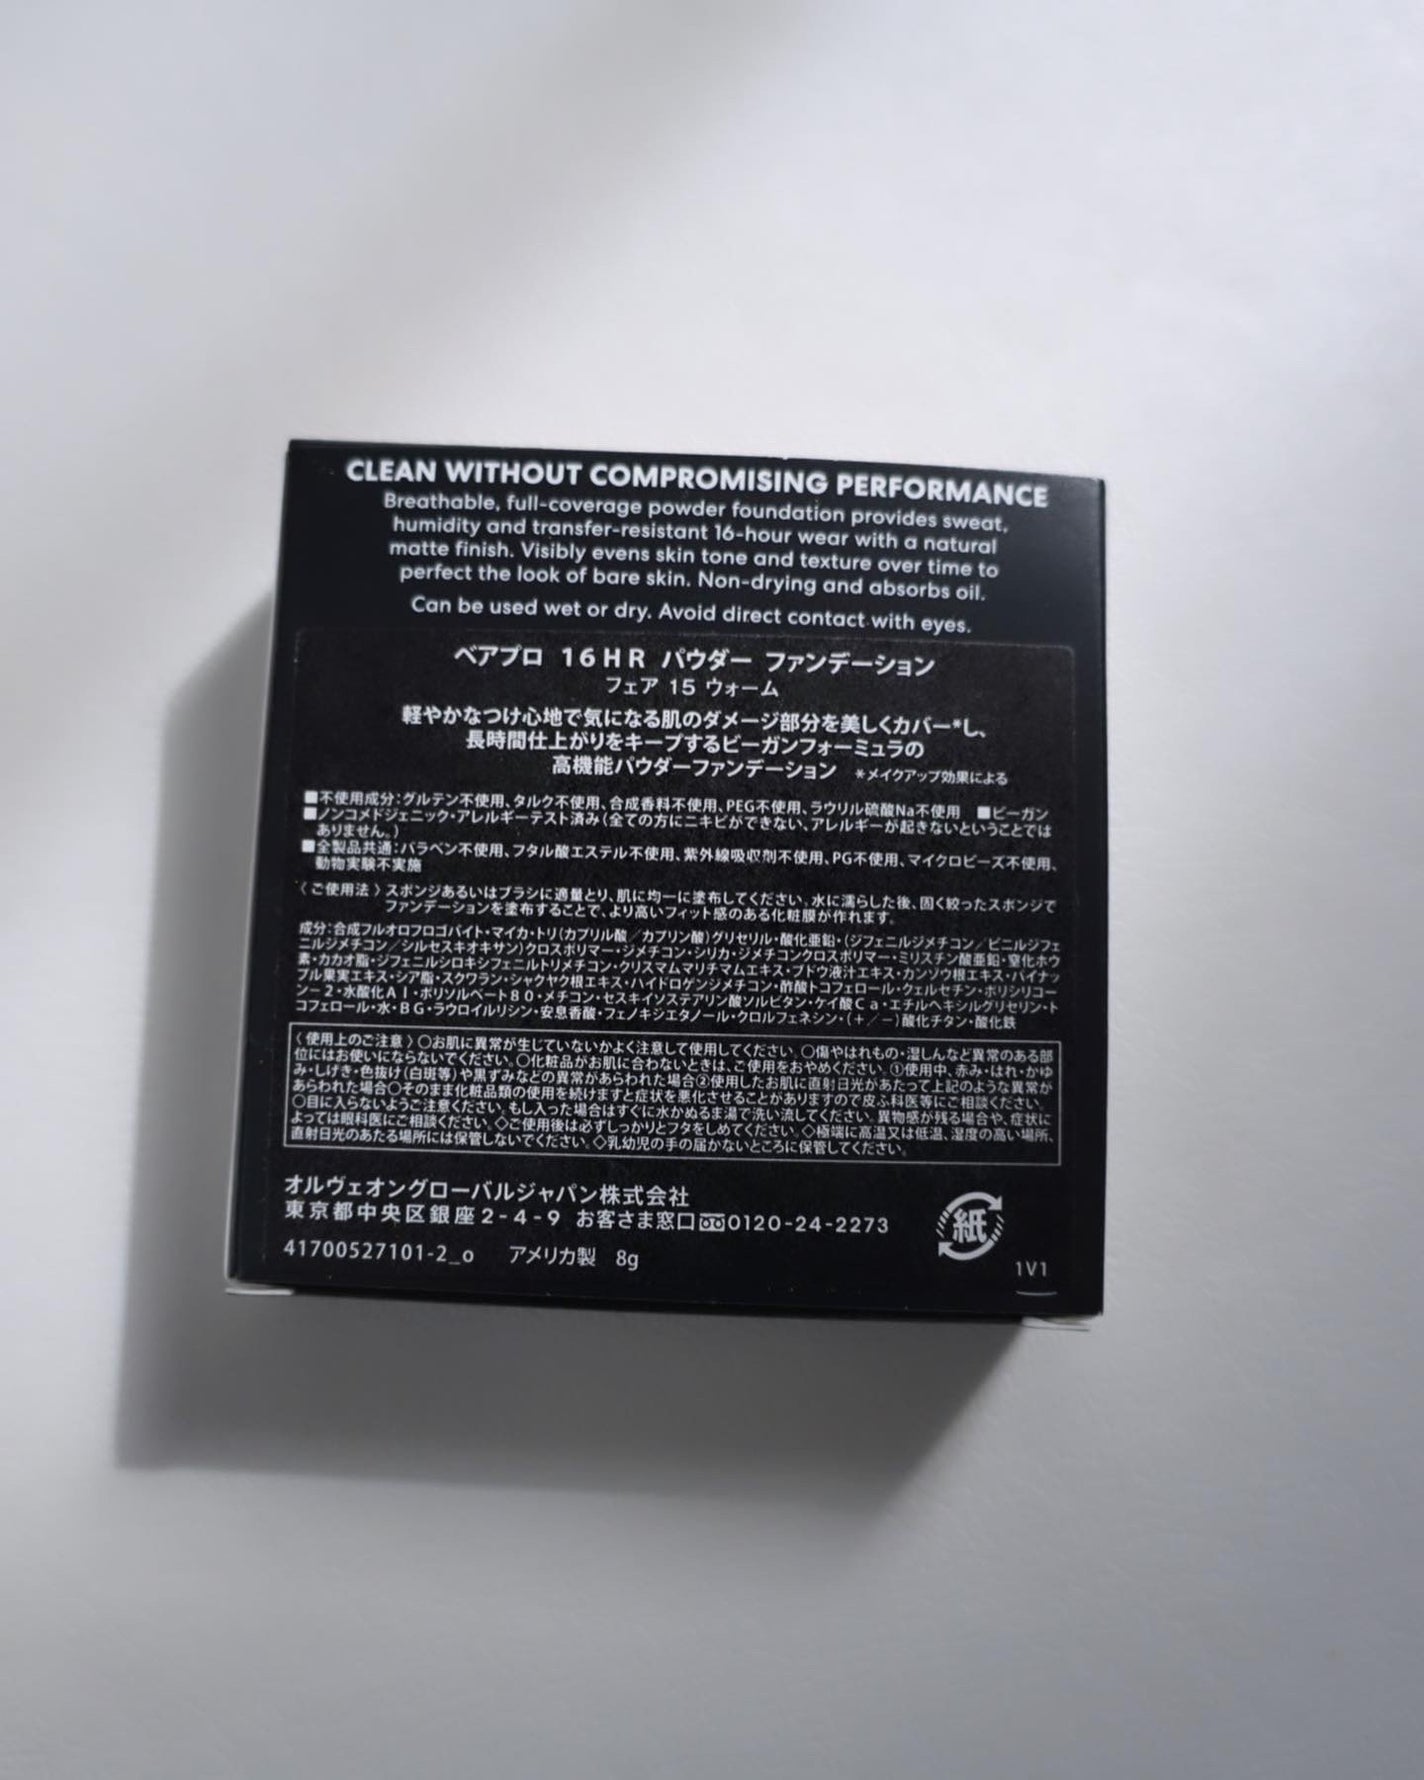 CLEAN WITHOUT COMPROMISING PERFORMANCE
Breathable, full-coverage powder foundation provides sweat,
humidity and transfer-resistant 16-hour wear with a natural
matte finish. Visibly evens skin tone and texture over time to
perfect the look of bare skin. Non-drying and absorbs oil.
Can be used wet or dry. Avoid direct contact with eyes.
ベアプロ 16HR パウダー ファンデーション
フェア 15 ウォーム
軽やかなつけ心地で気になる肌のダメージ部分を美しくカバー*し、
長時間仕上がりをキープするビーガンフォーミュラの
高機能パウダーファンデーション *メイクアップ効果による
■不使用成分:グルテン不使用、タルク不使用、合成香料不使用、PEG不使用、ラウリル硫酸Na不使用 ■ビーガン
■ノンコメドジェニック・アレルギーテスト済み(全ての方にニキビができない、アレルギーが起きないということでは
ありません。)
■全製品共通:パラベン不使用、フタル酸エステル不使用、紫外線吸収剤不使用、PG不使用、マイクロビーズ不使用、
動物実験不実施
〈ご使用法〉スポンジあるいはブラシに適量とり、肌に均一に塗布してください。水に濡らした後、固く絞ったスポンジで
ファンデーションを塗布することで、より高いフィット感のある化粧膜が作れます。
成分:合成フルオロフロゴパイト・マイカ・トリ(カプリル酸/カプリン酸)グリセリル・酸化亜鉛・(ジフェニルジメチコン/ビニルジフェ
ニルジメチコン/シルセスキオキサン)クロスポリマー・ジメチコン・シリカ・ジメチコンクロスポリマー・ミリスチン酸亜鉛・窒化ホウ
素・カカオ脂・ジフェニルシロキシフェニルトリメチコン・クリスマムマリチマムエキス・ブドウ液汁エキス・カンゾウ根エキス・パイナッ
プル果実エキス・シア脂・スクワラン・シャクヤク根エキス・ハイドロゲンジメチコン・酢酸トコフェロール・クェルセチン・ポリシリコー
ン-2・水酸化Al・ポリソルベート80・メチコン・セスキイソステアリン酸ソルビタン・ケイ酸Ca・エチルヘキシルグリセリン・ト
コフェロール・水・BG・ラウロイルリシン・安息香酸・フェノキシエタノール・クロルフェネシン・(+/-)酸化チタン・酸化鉄
〈使用上のご注意〉○お肌に異常が生じていないかよく注意して使用してください。○傷やはれもの・湿しんなど異常のある部
位にはお使いにならないでください。○化粧品がお肌に合わないときは、ご使用をおやめください。①使用中、赤み・はれ・かゆ
み・しげき・色抜け(白斑等)や黒ずみなどの異常があらわれた場合②使用したお肌に直射日光があたって上記のような異常が
あらわれた場合○そのまま化粧品類の使用を続けますと症状を悪化させることがありますので皮ふ科医等にご相談ください。
○目に入らないようご注意ください。もし入った場合はすぐに水かぬるま湯で洗い流してください。異物感が残る場合や、症状に
よっては眼科医にご相談ください。◇ご使用後は必ずしっかりとフタをしめてください。◇極端に高温又は低温、湿度の高い場所、
直射日光のあたる場所には保管しないでください。◇乳幼児の手の届かないところに保管してください。
オルヴェオングローバルジャパン株式会社
東京都中央区銀座2-4-9 お客さま窓口0120-24-2273
紙
41700527101-2_o アメリカ製 8g
1V1